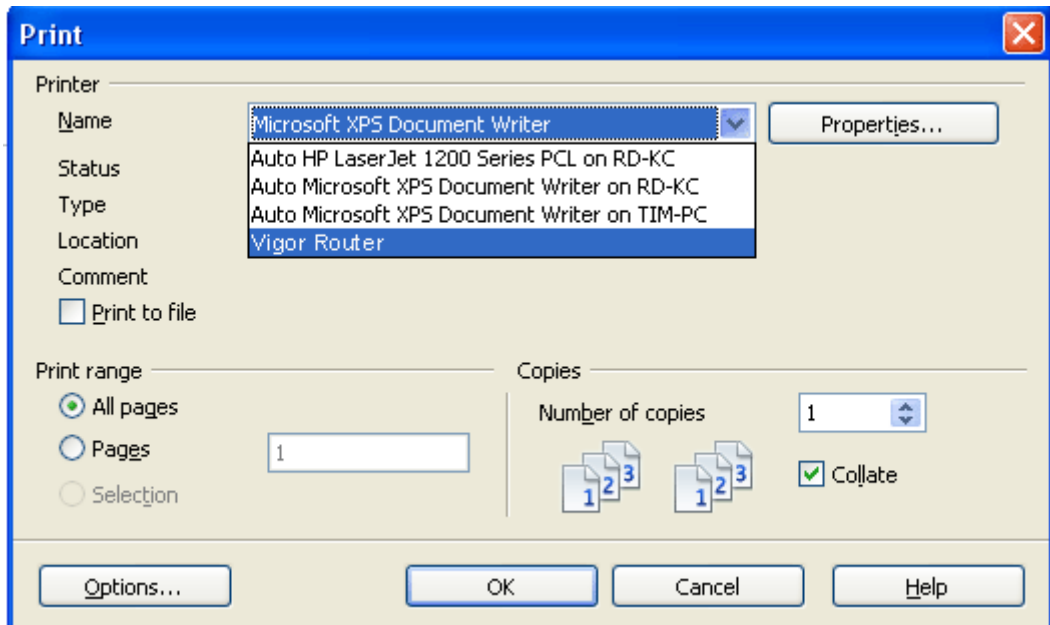 Print
Printer
Name
Microsoft XPS Document Writer
Properties...
Auto HP LaserJet 1200 Series PCL on RD-KC
Status
Auto Microsoft XPS Document Writer on RD-KC
Type
Auto Microsoft XPS Document Writer on TIM-PC
Location
Vigor Router
Comment
Print to file
Print range
All pages
Pages
1
Selection
Copies
Number of copies
1
1 2 3
1 2 3
Collate
Options...
OK
Cancel
Help